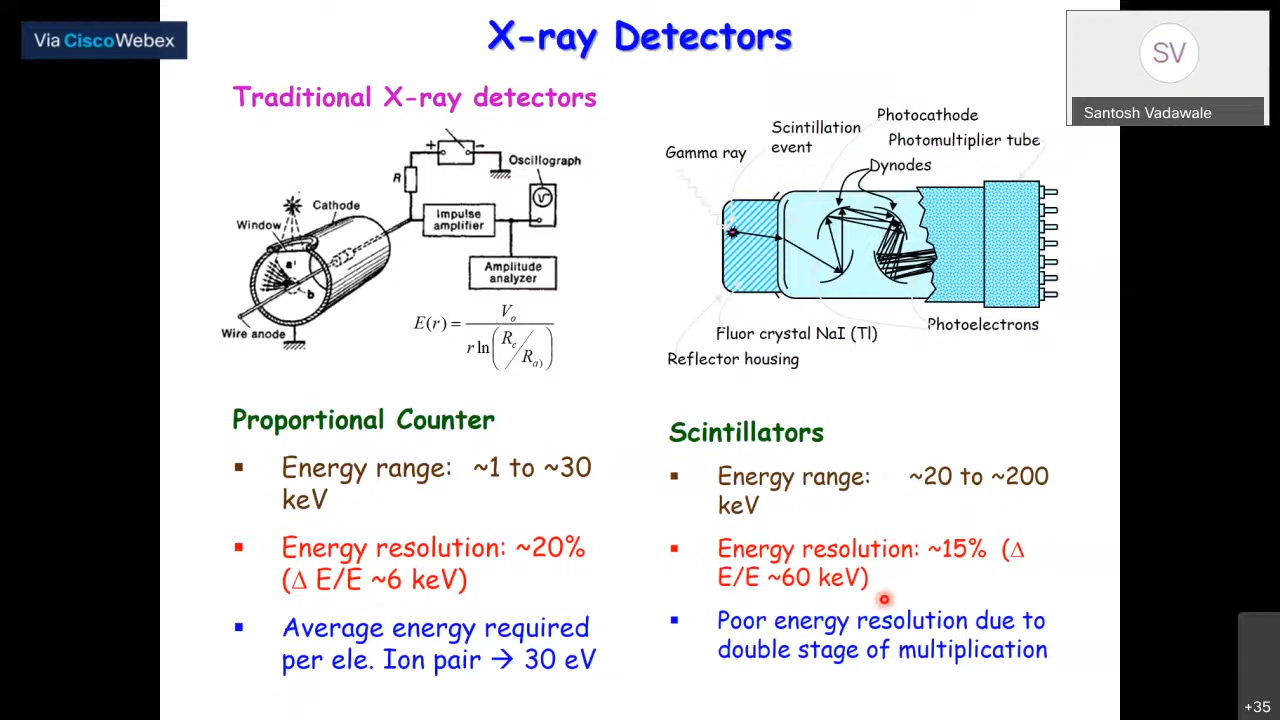 Via CiscoWebex
X-ray Detectors
SV
Santosh Vadawale
Traditional X-ray detectors
+ -
Oscillograph
R
Cathode
Window
Impulse
amplifier
a'
b
Amplitude
analyzer
Wire anode
E(r) = V₀ / r ln(R_c / R_a)
Photocathode
Scintillation
event
Photomultiplier tube
Gamma ray
Dynodes
Photoelectrons
Fluor crystal NaI (Tl)
Reflector housing
Proportional Counter
▪ Energy range: ~1 to ~30
keV
▪ Energy resolution: ~20%
(Δ E/E ~6 keV)
▪ Average energy required
per ele. Ion pair → 30 eV
Scintillators
▪ Energy range: ~20 to ~200
keV
▪ Energy resolution: ~15% (Δ
E/E ~60 keV)
▪ Poor energy resolution due to
double stage of multiplication
+35